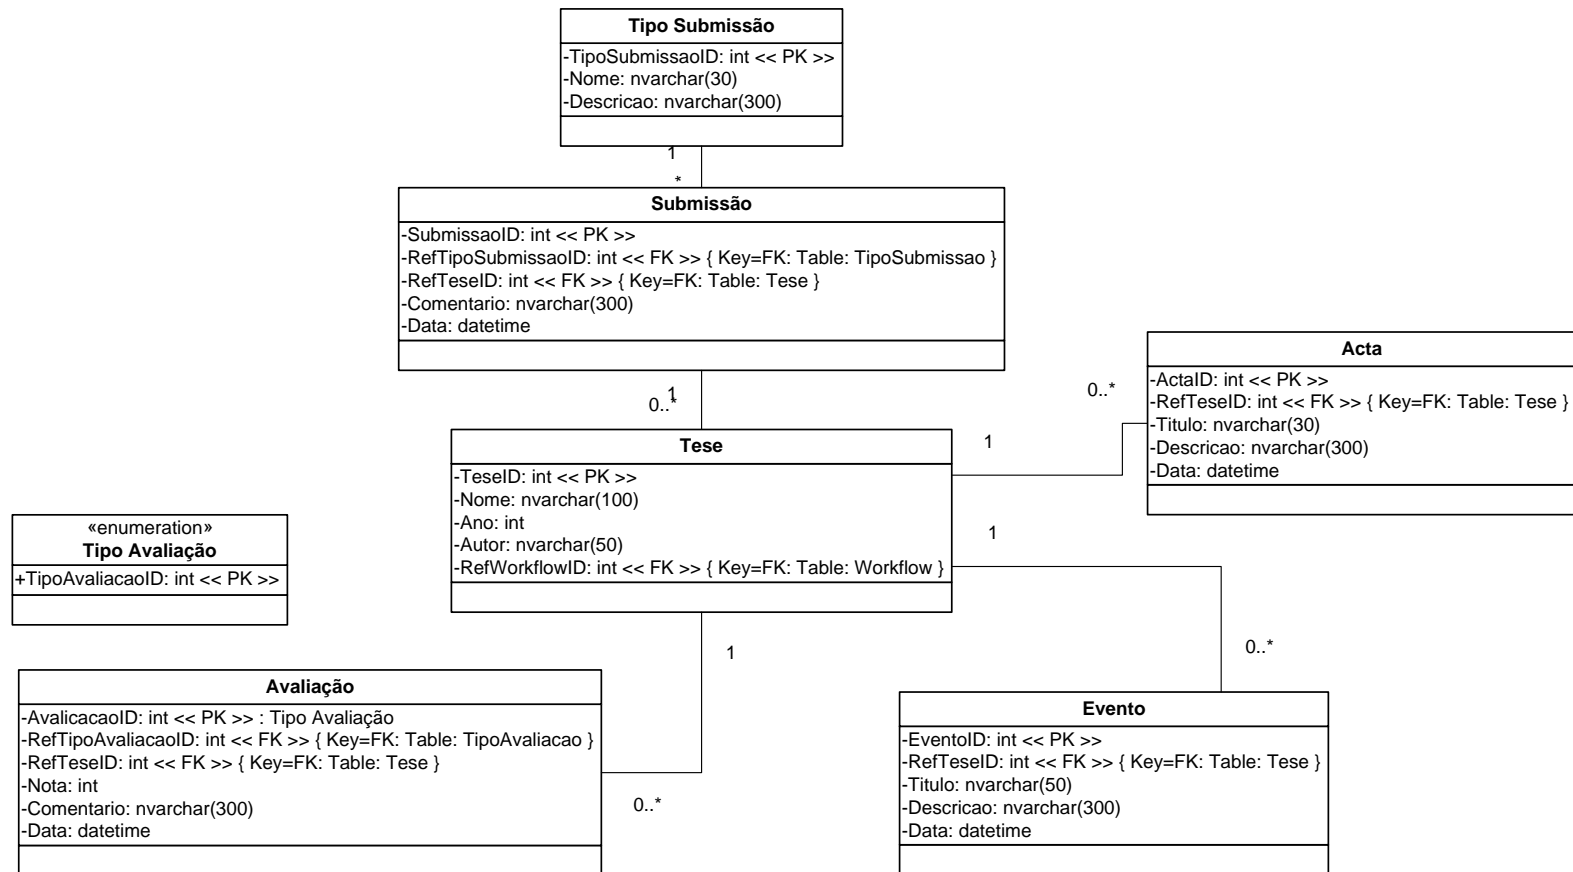 Tipo Submissão
-TipoSubmissaoID: int << PK >>
-Nome: nvarchar(30)
-Descricao: nvarchar(300)
1
*
Submissão
-SubmissaoID: int << PK >>
-RefTipoSubmissaoID: int << FK >> { Key=FK: Table: TipoSubmissao }
-RefTeseID: int << FK >> { Key=FK: Table: Tese }
-Comentario: nvarchar(300)
-Data: datetime
1
0..*
Tese
-TeseID: int << PK >>
-Nome: nvarchar(100)
-Ano: int
-Autor: nvarchar(50)
-RefWorkflowID: int << FK >> { Key=FK: Table: Workflow }
1
0..*
Acta
-ActaID: int << PK >>
-RefTeseID: int << FK >> { Key=FK: Table: Tese }
-Titulo: nvarchar(30)
-Descricao: nvarchar(300)
-Data: datetime
«enumeration»
Tipo Avaliação
+TipoAvaliacaoID: int << PK >>
1
0..*
Avaliação
-AvalicacaoID: int << PK >> : Tipo Avaliação
-RefTipoAvaliacaoID: int << FK >> { Key=FK: Table: TipoAvaliacao }
-RefTeseID: int << FK >> { Key=FK: Table: Tese }
-Nota: int
-Comentario: nvarchar(300)
-Data: datetime
1
0..*
Evento
-EventoID: int << PK >>
-RefTeseID: int << FK >> { Key=FK: Table: Tese }
-Titulo: nvarchar(50)
-Descricao: nvarchar(300)
-Data: datetime